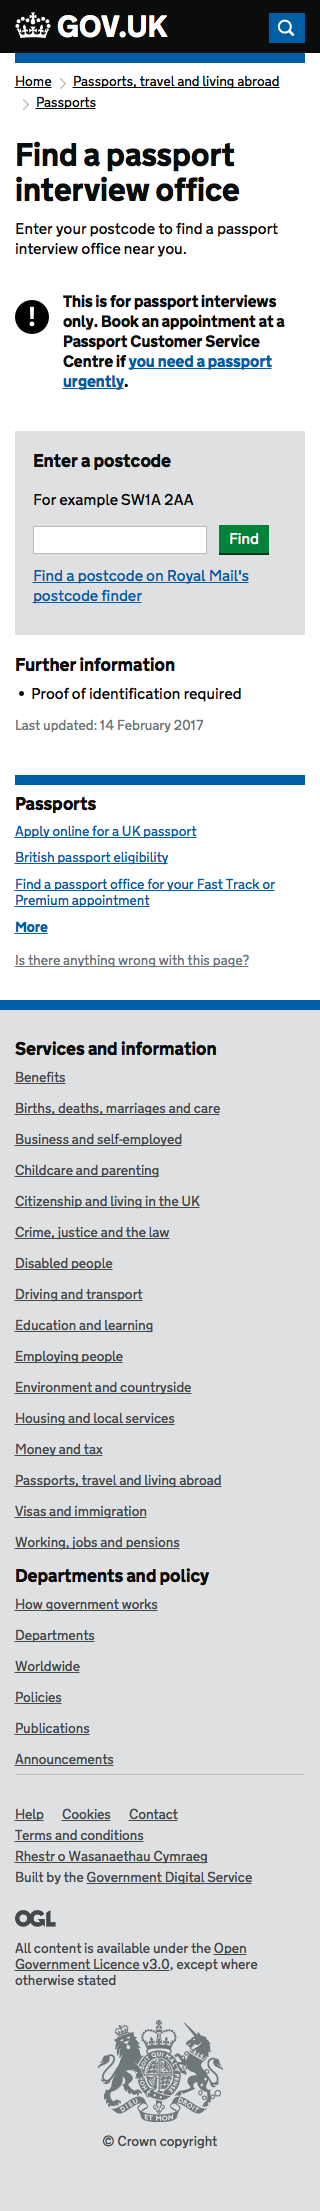 GOV.UK
Home
Passports, travel and living abroad
Passports
Find a passport
interview office
Enter your postcode to find a passport
interview office near you.
!
This is for passport interviews
only. Book an appointment at a
Passport Customer Service
Centre if you need a passport
urgently.
Enter a postcode
For example SW1A 2AA
Find
Find a postcode on Royal Mail's
postcode finder
Further information
• Proof of identification required
Last updated: 14 February 2017
Passports
Apply online for a UK passport
British passport eligibility
Find a passport office for your Fast Track or
Premium appointment
More
Is there anything wrong with this page?
Services and information
Benefits
Births, deaths, marriages and care
Business and self-employed
Childcare and parenting
Citizenship and living in the UK
Crime, justice and the law
Disabled people
Driving and transport
Education and learning
Employing people
Environment and countryside
Housing and local services
Money and tax
Passports, travel and living abroad
Visas and immigration
Working, jobs and pensions
Departments and policy
How government works
Departments
Worldwide
Policies
Publications
Announcements
Help Cookies Contact
Terms and conditions
Rhestr o Wasanaethau Cymraeg
Built by the Government Digital Service
OGL
All content is available under the Open
Government Licence v3.0, except where
otherwise stated
DIEU ET MON DROIT
© Crown copyright